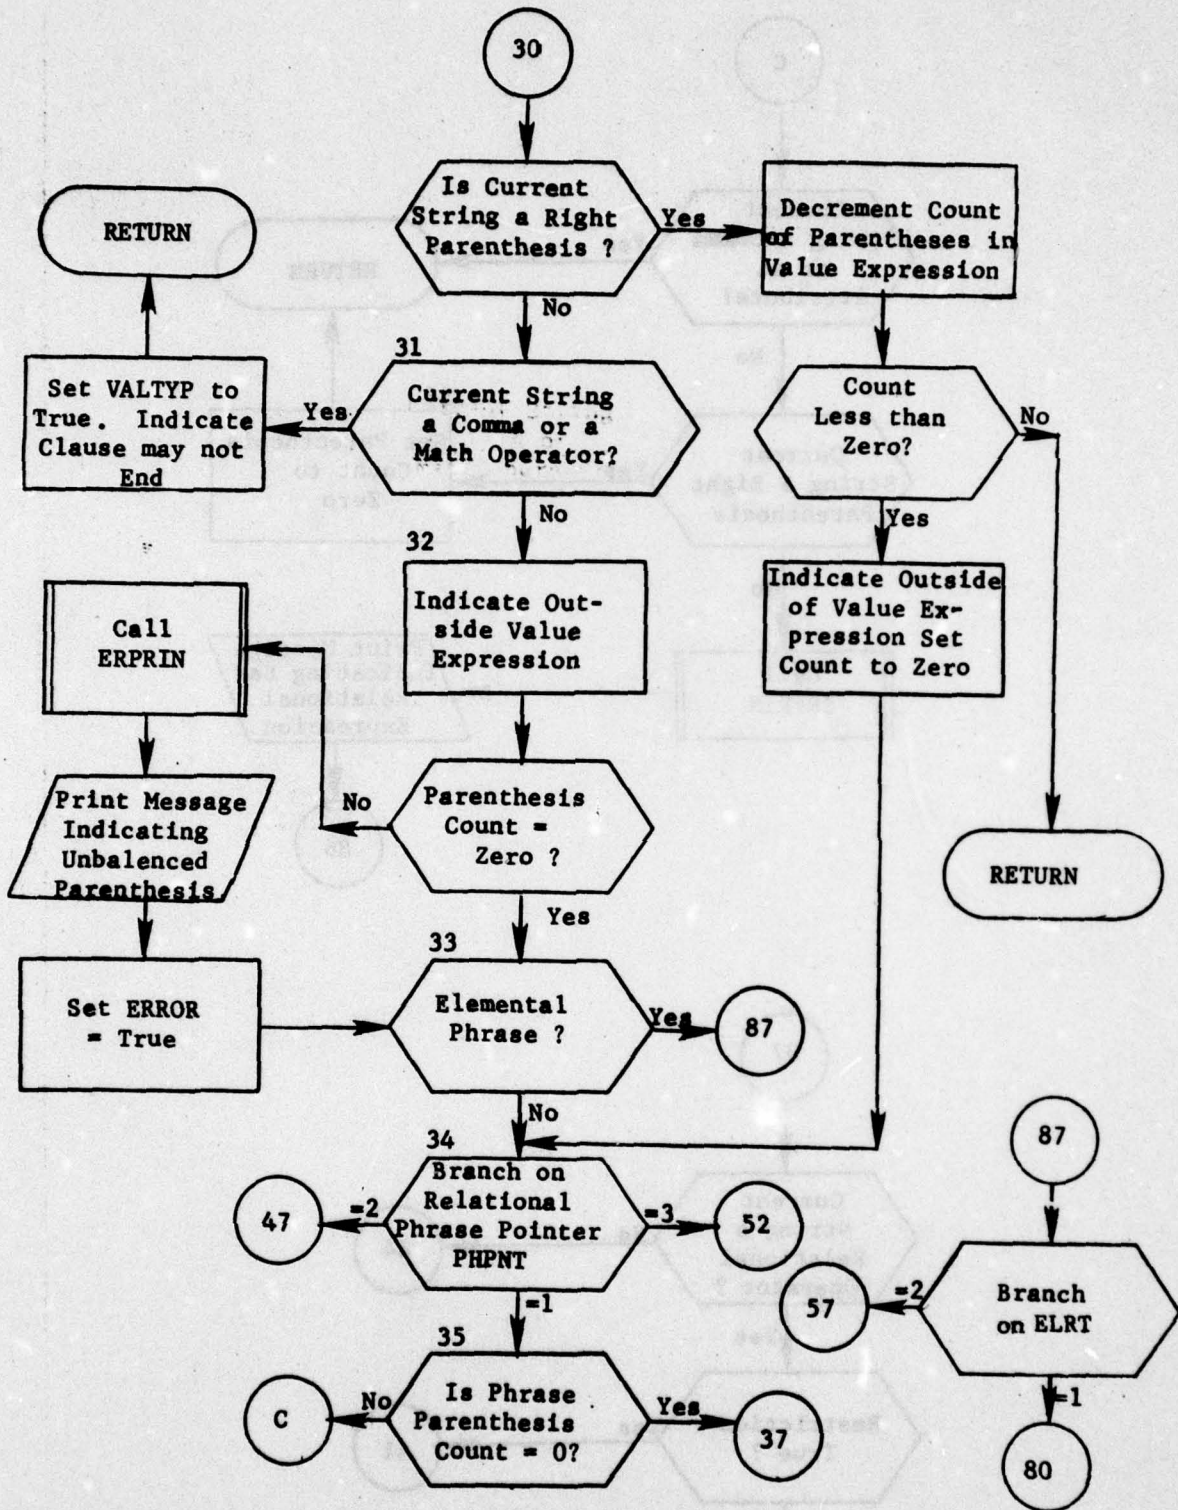 30
Is Current
String a Right
Parenthesis ?
Yes
Decrement Count
of Parentheses in
Value Expression
RETURN
No
31
Set VALTYP to
True. Indicate
Clause may not
End
Yes
Current String
a Comma or a
Math Operator?
Count
Less than
Zero?
No
No
Yes
32
Call
ERPRIN
Indicate Out-
side Value
Expression
Indicate Outside
of Value Ex-
pression Set
Count to Zero
Print Message
Indicating
Unbalenced
Parenthesis
No
Parenthesis
Count =
Zero ?
RETURN
Yes
33
Set ERROR
= True
Elemental
Phrase ?
Yes
87
No
34
87
47
=2
Branch on
Relational
Phrase Pointer
PHPNT
=3
52
57
=2
Branch
on ELRT
=1
35
C
No
Is Phrase
Parenthesis
Count = 0?
Yes
37
=1
80